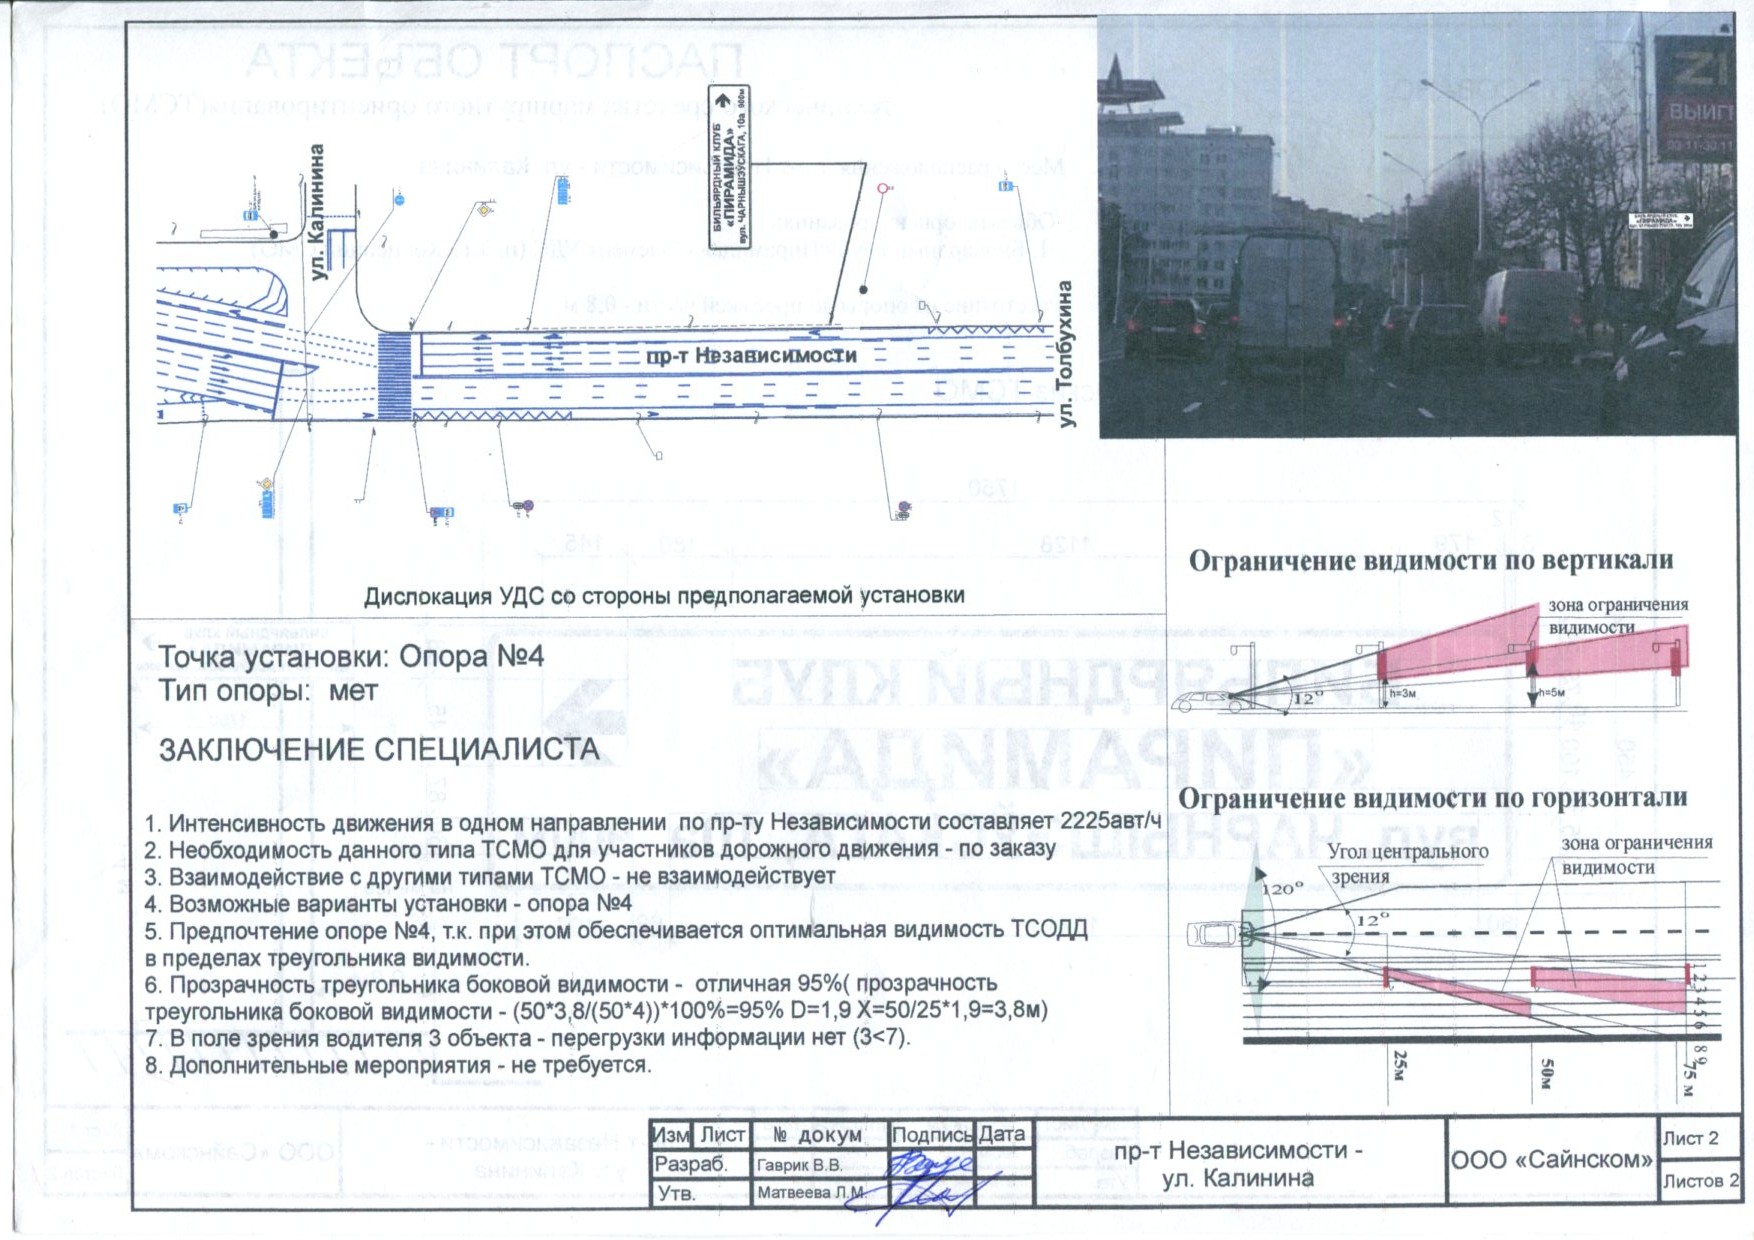 БИЛЬЯРДНЫЙ КЛУБ
«ПИРАМИДА»
вул. ЧАРНЫШЭЎСКАГА, 10а 900м
ул. Калинина
пр-т Независимости
ул. Толбухина
Дислокация УДС со стороны предполагаемой установки
ZI
ВЫИГР
«ПИРАМИДА»
Точка установки: Опора №4
Тип опоры: мет
ЗАКЛЮЧЕНИЕ СПЕЦИАЛИСТА
1. Интенсивность движения в одном направлении по пр-ту Независимости составляет 2225авт/ч
2. Необходимость данного типа ТСМО для участников дорожного движения - по заказу
3. Взаимодействие с другими типами ТСМО - не взаимодействует
4. Возможные варианты установки - опора №4
5. Предпочтение опоре №4, т.к. при этом обеспечивается оптимальная видимость ТСОДД
в пределах треугольника видимости.
6. Прозрачность треугольника боковой видимости - отличная 95%( прозрачность
треугольника боковой видимости - (50*3,8/(50*4))*100%=95% D=1,9 X=50/25*1,9=3,8м)
7. В поле зрения водителя 3 объекта - перегрузки информации нет (3<7).
8. Дополнительные мероприятия - не требуется.
Ограничение видимости по вертикали
зона ограничения
видимости
12°
h=3м
h=5м
Ограничение видимости по горизонтали
Угол центрального
зрения
зона ограничения
видимости
120°
12°
1 2 3 4 5 6 8 9
25м
50м
75 м
Изм Лист № докум Подпись Дата
Разраб. Гаврик В.В.
Утв. Матвеева Л.М.
пр-т Независимости -
ул. Калинина
ООО «Сайнском»
Лист 2
Листов 2